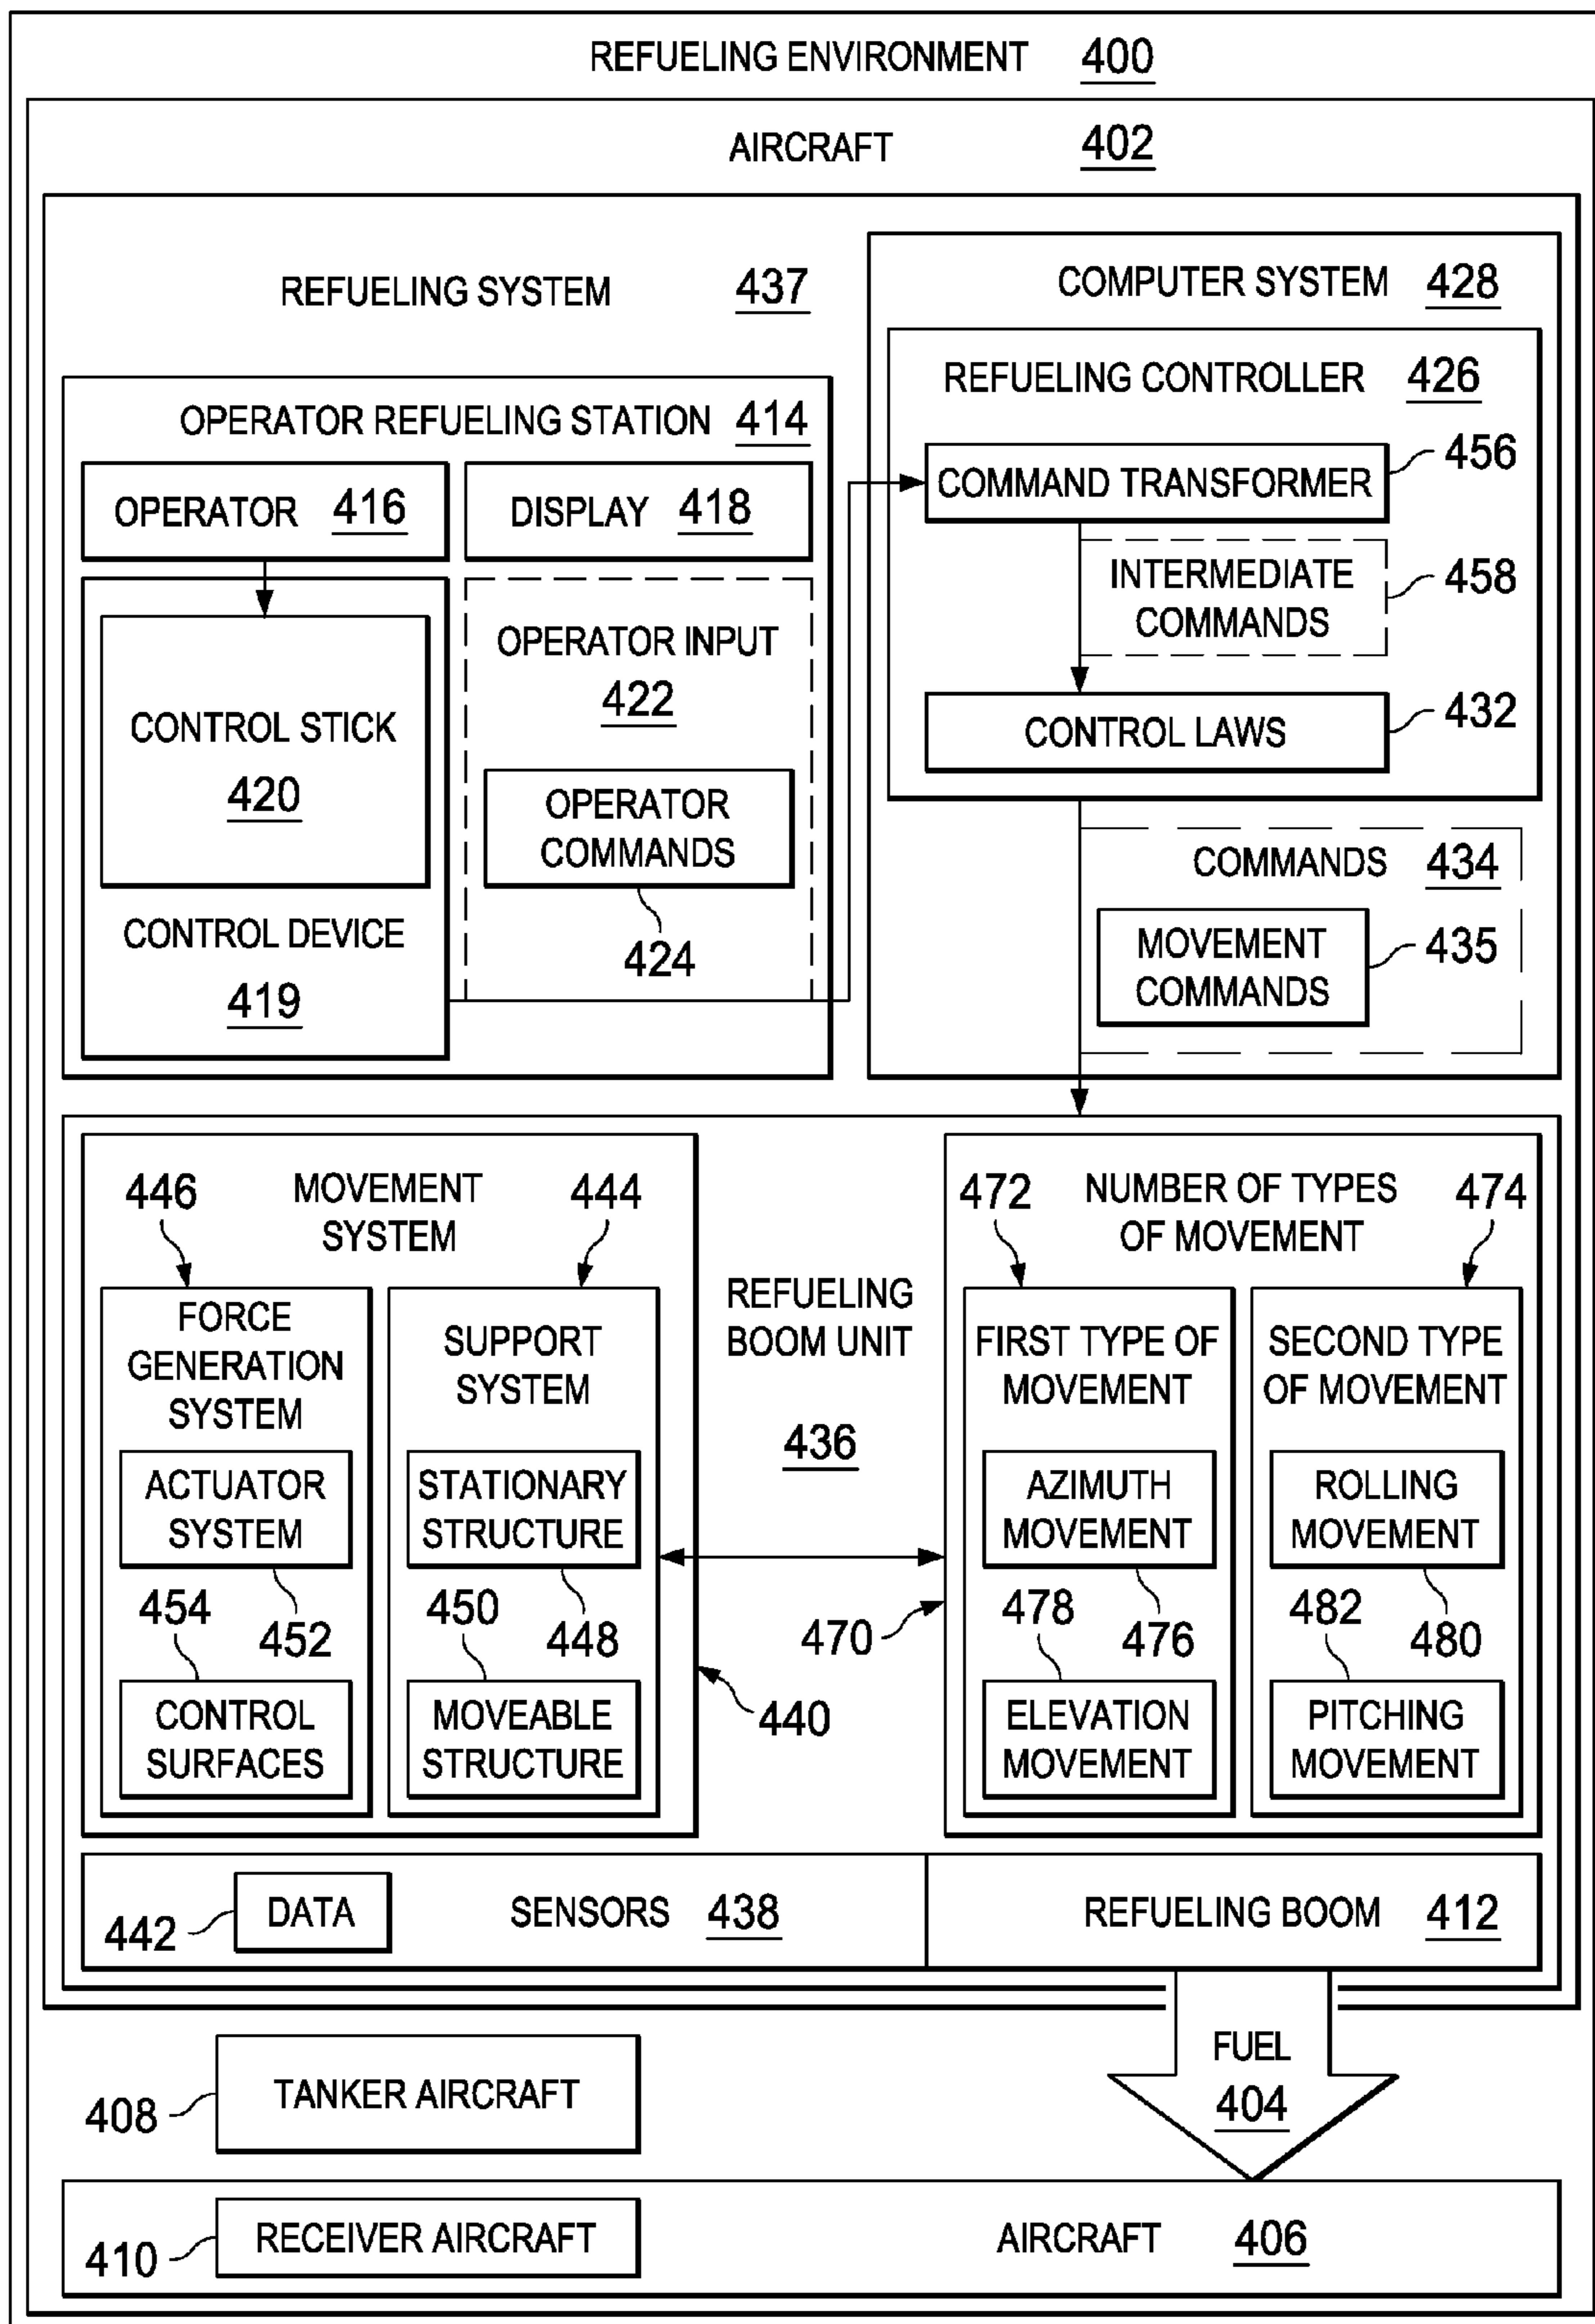 REFUELING ENVIRONMENT 400
AIRCRAFT 402
REFUELING SYSTEM 437
OPERATOR REFUELING STATION 414
OPERATOR 416
DISPLAY 418
CONTROL STICK
420
CONTROL DEVICE
419
OPERATOR INPUT
422
OPERATOR
COMMANDS
424
COMPUTER SYSTEM 428
REFUELING CONTROLLER 426
COMMAND TRANSFORMER
456
INTERMEDIATE
COMMANDS
458
CONTROL LAWS
432
COMMANDS 434
MOVEMENT
COMMANDS
435
446
MOVEMENT
SYSTEM
444
FORCE
GENERATION
SYSTEM
ACTUATOR
SYSTEM
454
452
CONTROL
SURFACES
SUPPORT
SYSTEM
STATIONARY
STRUCTURE
450
448
MOVEABLE
STRUCTURE
REFUELING
BOOM UNIT
436
470
440
472
NUMBER OF TYPES
OF MOVEMENT
474
FIRST TYPE OF
MOVEMENT
AZIMUTH
MOVEMENT
478
476
ELEVATION
MOVEMENT
SECOND TYPE
OF MOVEMENT
ROLLING
MOVEMENT
482
480
PITCHING
MOVEMENT
442
DATA
SENSORS 438
REFUELING BOOM 412
FUEL
404
TANKER AIRCRAFT
408
RECEIVER AIRCRAFT
410
AIRCRAFT 406